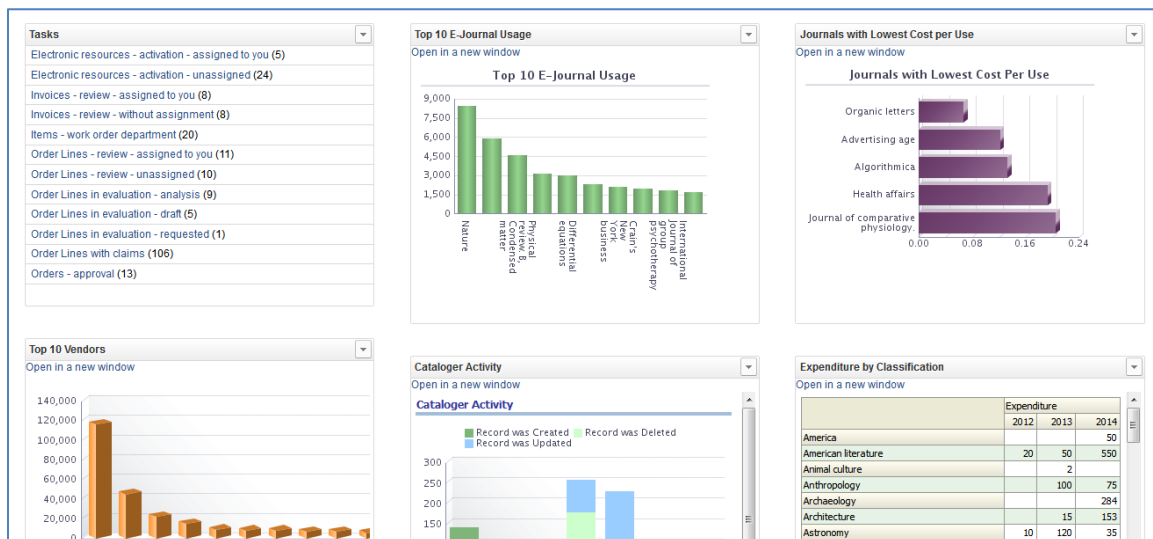 Tasks
Electronic resources - activation - assigned to you (5)
Electronic resources - activation - unassigned (24)
Invoices - review - assigned to you (8)
Invoices - review - without assignment (8)
Items - work order department (20)
Order Lines - review - assigned to you (11)
Order Lines - review - unassigned (10)
Order Lines in evaluation - analysis (9)
Order Lines in evaluation - draft (5)
Order Lines in evaluation - requested (1)
Order Lines with claims (106)
Orders - approval (13)
Top 10 E-Journal Usage
Open in a new window
Top 10 E-Journal Usage
9,000
7,500
6,000
4,500
3,000
1,500
0
Nature
Physical
review. B,
Condensed
matter
Differential
equations
Crain's
New
York
business
International
journal of
group
psychotherapy
Journals with Lowest Cost per Use
Open in a new window
Journals with Lowest Cost Per Use
Organic letters
Advertising age
Algorithmica
Health affairs
Journal of comparative
physiology.
0.00 0.08 0.16 0.24
Top 10 Vendors
Open in a new window
140,000
120,000
100,000
80,000
60,000
40,000
20,000
0
Cataloger Activity
Open in a new window
Cataloger Activity
Record was Created Record was Deleted
Record was Updated
300
250
200
150
Expenditure by Classification
Open in a new window
Expenditure
2012 2013 2014
America 50
American literature 20 50 550
Animal culture 2
Anthropology 100 75
Archaeology 284
Architecture 15 153
Astronomy 10 120 35